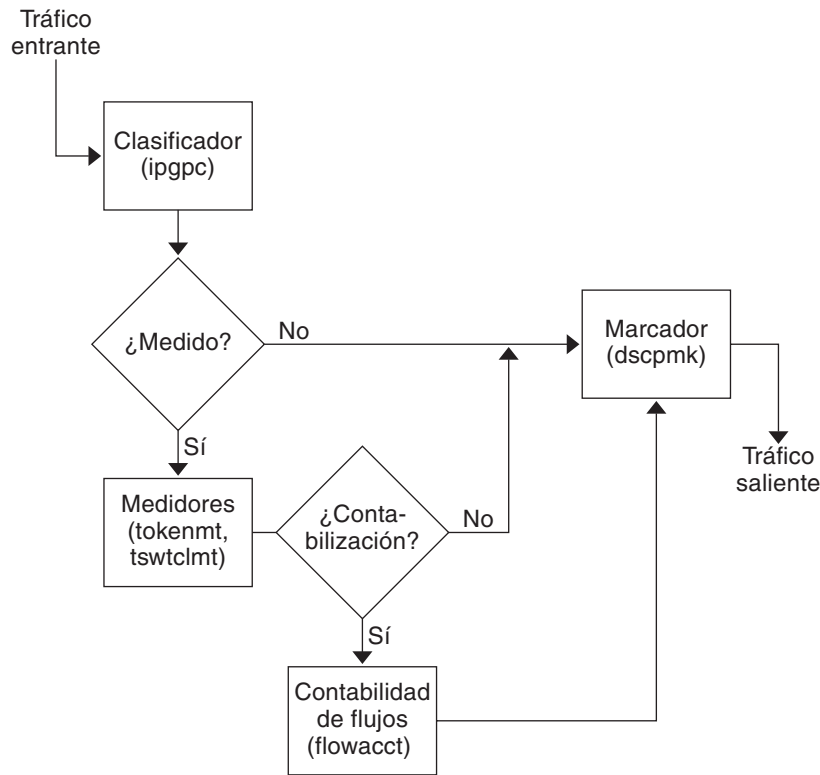 Tráfico
entrante
Clasificador
(ipgpc)
¿Medido?
No
Marcador
(dscpmk)
Sí
Tráfico
saliente
Medidores
(tokenmt,
tswtclmt)
¿Conta-
bilización?
No
Sí
Contabilidad
de flujos
(flowacct)